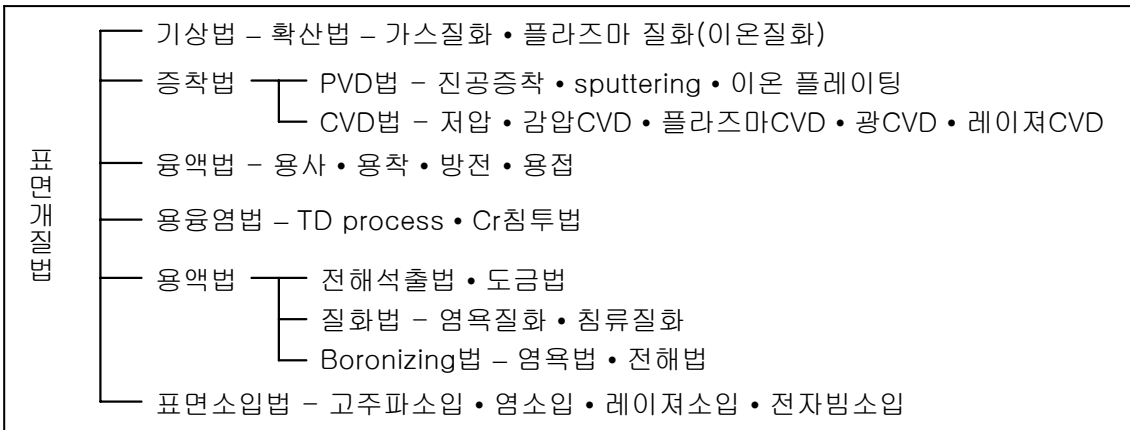 기상법 – 확산법 – 가스질화 • 플라즈마 질화(이온질화)
증착법 PVD법 – 진공증착 • sputtering • 이온 플레이팅
CVD법 – 저압 • 감압CVD • 플라즈마CVD • 광CVD • 레이져CVD
표면개질법
융액법 – 용사 • 용착 • 방전 • 용접
용융염법 – TD process • Cr침투법
용액법 전해석출법 • 도금법
질화법 – 염욕질화 • 침류질화
Boronizing법 – 염욕법 • 전해법
표면소입법 – 고주파소입 • 염소입 • 레이져소입 • 전자빔소입